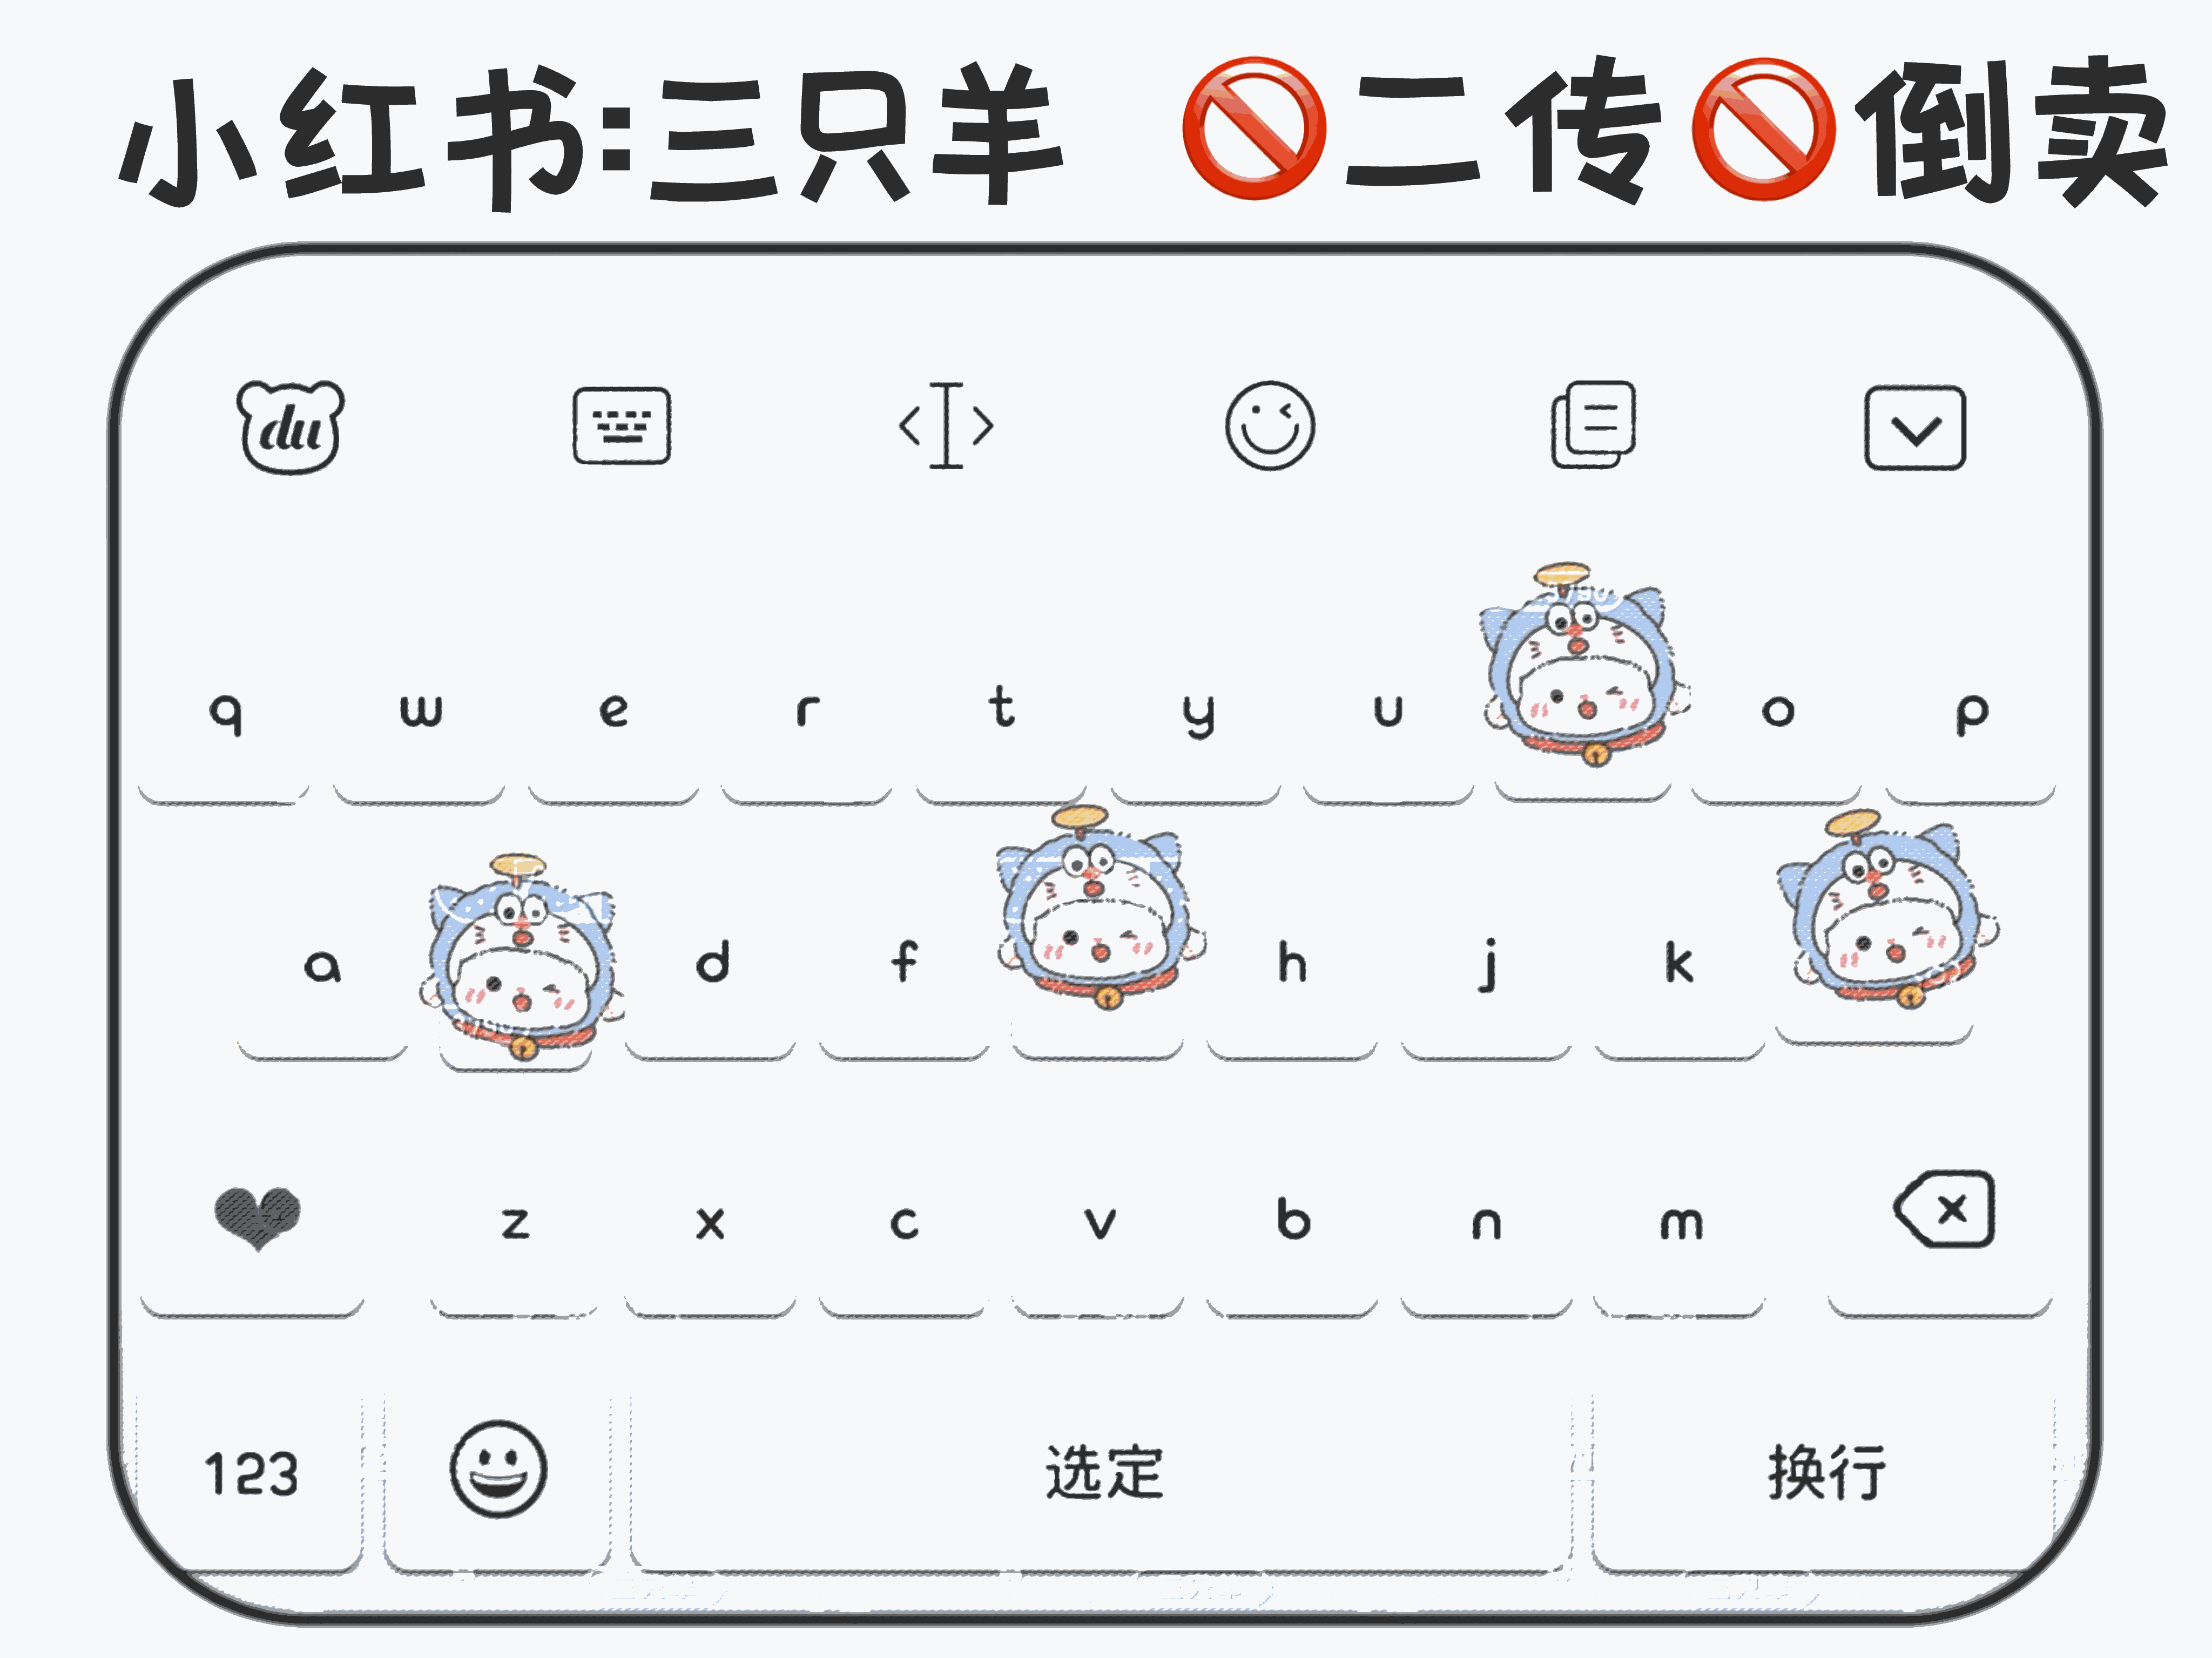 小红书:三只羊 🚫二传🚫倒卖
du
q w e r t y u o p
a d f h j k
z x c v b n m
123 选定 换行